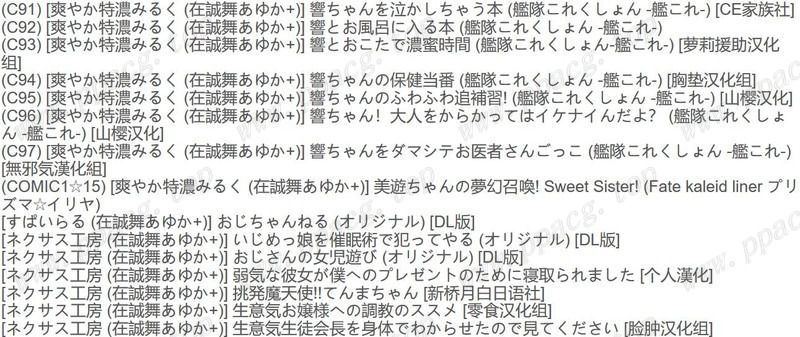 (C91) [爽やか特濃みるく (在誠舞あゆか+)] 響ちゃんを泣かしちゃう本 (艦隊これくしょん -艦これ-) [CE家族社]
(C92) [爽やか特濃みるく (在誠舞あゆか+)] 響とお風呂に入る本 (艦隊これくしょん -艦これ-)
(C93) [爽やか特濃みるく (在誠舞あゆか+)] 響とおこたで濃蜜時間 (艦隊これくしょん-艦これ-) [萝莉援助汉化
组]
(C94) [爽やか特濃みるく (在誠舞あゆか+)] 響ちゃんの保健当番 (艦隊これくしょん -艦これ-) [胸垫汉化组]
(C95) [爽やか特濃みるく (在誠舞あゆか+)] 響ちゃんのふわふわ追補習! (艦隊これくしょん -艦これ-) [山樱汉化]
(C96) [爽やか特濃みるく (在誠舞あゆか+)] 響ちゃん！大人をからかってはイケナイんだよ？ (艦隊これくしょ
ん -艦これ-) [山樱汉化]
(C97) [爽やか特濃みるく (在誠舞あゆか+)] 響ちゃんをダマシテお医者さんごっこ (艦隊これくしょん -艦これ-)
[無邪気漢化組]
(COMIC1☆15) [爽やか特濃みるく (在誠舞あゆか+)] 美遊ちゃんの夢幻召喚! Sweet Sister! (Fate kaleid liner プリ
ズマ☆イリヤ)
[すぱいらる (在誠舞あゆか+)] おじちゃんねる (オリジナル) [DL版]
[ネクサス工房 (在誠舞あゆか+)] いじめっ娘を催眠術で犯ってやる (オリジナル) [DL版]
[ネクサス工房 (在誠舞あゆか+)] おじさんの女児遊び (オリジナル) [DL版]
[ネクサス工房 (在誠舞あゆか+)] 弱気な彼女が僕へのプレゼントのために寝取られました [个人漢化]
[ネクサス工房 (在誠舞あゆか+)] 挑発魔天使!!てんまちゃん [新桥月白日语社]
[ネクサス工房 (在誠舞あゆか+)] 生意気お嬢様への調教のススメ [零食汉化组]
[ネクサス工房 (在誠舞あゆか+)] 生意気生徒会長を身体でわからせたので見てください [脸肿汉化组]
www.ppacg.top